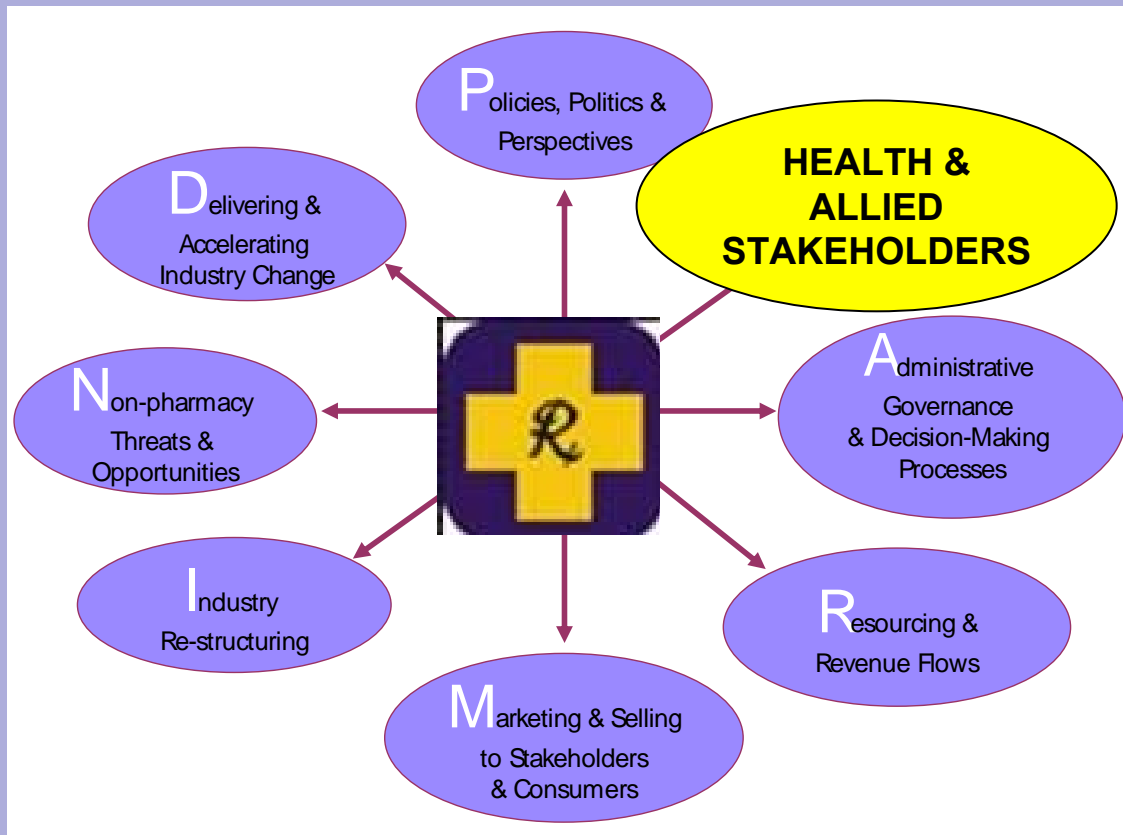 Policies, Politics &
Perspectives
HEALTH &
ALLIED
STAKEHOLDERS
Administrative
Governance
& Decision-Making
Processes
Resourcing &
Revenue Flows
Marketing & Selling
to Stakeholders
& Consumers
Industry
Re-structuring
Non-pharmacy
Threats &
Opportunities
Delivering &
Accelerating
Industry Change
R